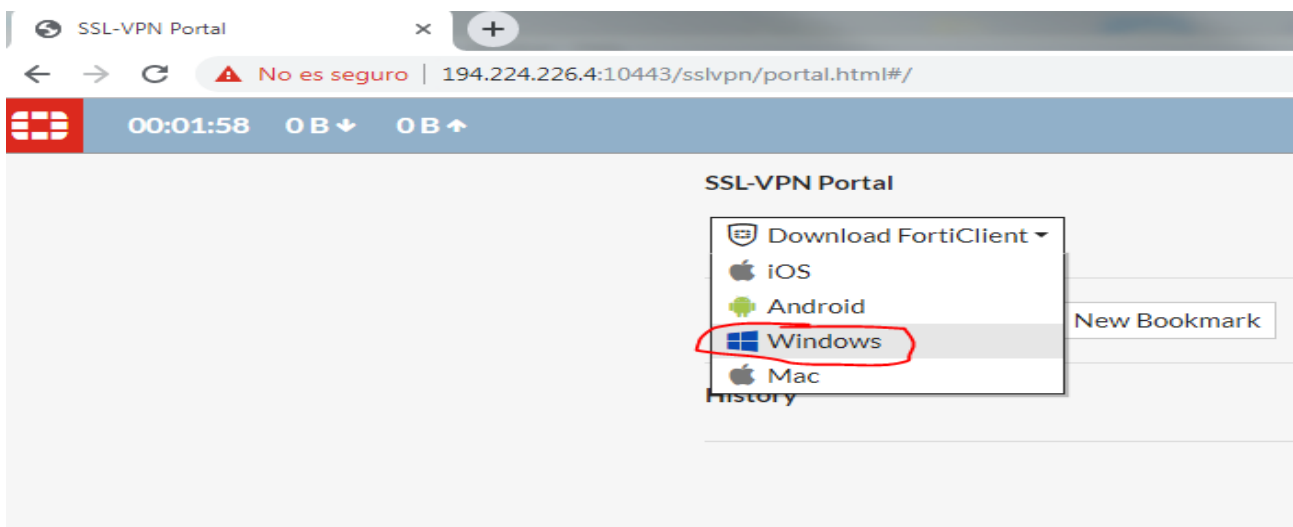 SSL-VPN Portal
No es seguro | 194.224.226.4:10443/sslvpn/portal.html#/
00:01:58 0 B 0 B
SSL-VPN Portal
Download FortiClient
iOS
Android
New Bookmark
Windows
Mac
History